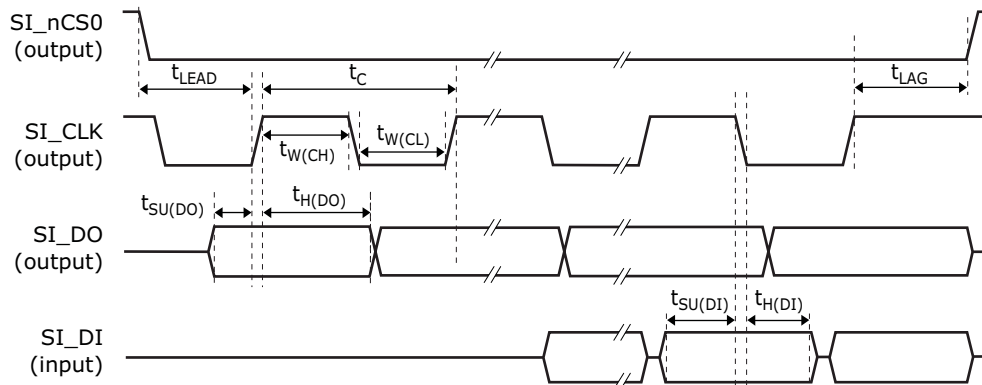 SI_nCS0
(output)
tLEAD
tC
tLAG
SI_CLK
(output)
tW(CH)
tW(CL)
tSU(DO)
tH(DO)
SI_DO
(output)
tSU(DI)
tH(DI)
SI_DI
(input)